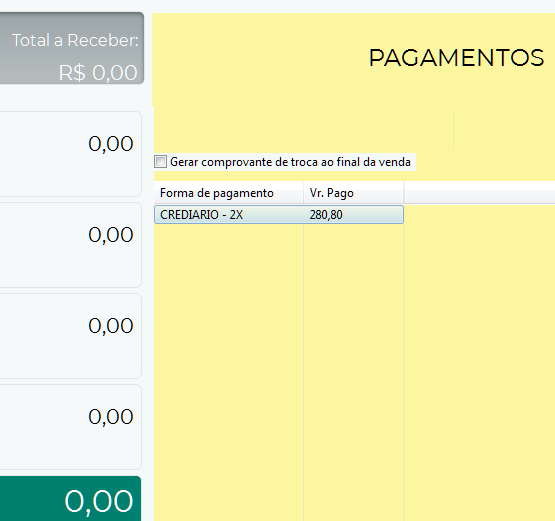 Total a Receber:
R$ 0,00
0,00
0,00
0,00
0,00
0,00
PAGAMENTOS
Gerar comprovante de troca ao final da venda
Forma de pagamento Vr. Pago
CREDIARIO - 2X 280,80